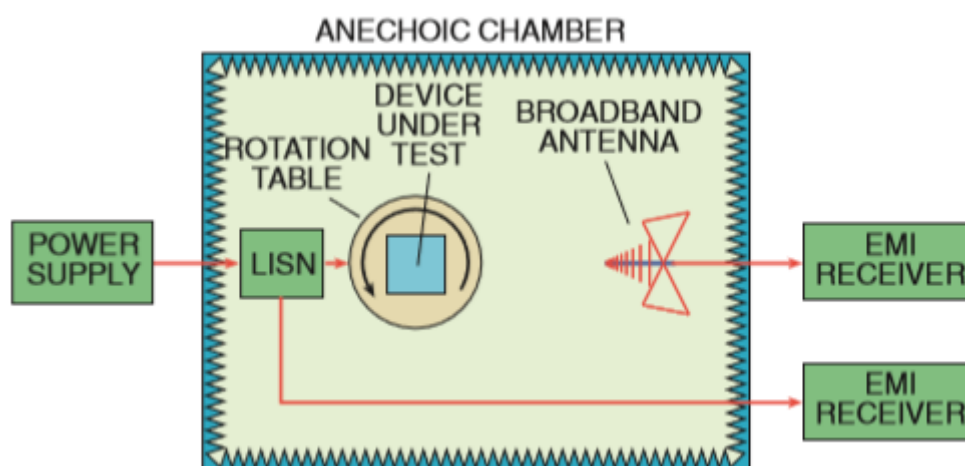 ANECHOIC CHAMBER
DEVICE
UNDER
TEST
BROADBAND
ANTENNA
ROTATION
TABLE
POWER
SUPPLY
LISN
EMI
RECEIVER
EMI
RECEIVER